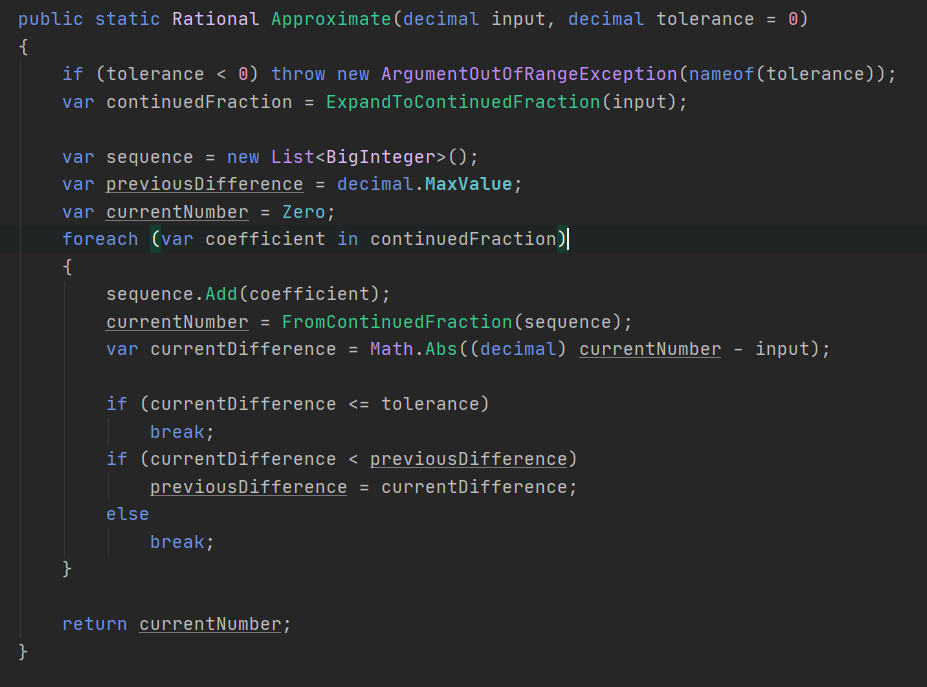 public static Rational Approximate(decimal input, decimal tolerance = 0)
{
    if (tolerance < 0) throw new ArgumentOutOfRangeException(nameof(tolerance));
    var continuedFraction = ExpandToContinuedFraction(input);

    var sequence = new List<BigInteger>();
    var previousDifference = decimal.MaxValue;
    var currentNumber = Zero;
    foreach (var coefficient in continuedFraction)
    {
        sequence.Add(coefficient);
        currentNumber = FromContinuedFraction(sequence);
        var currentDifference = Math.Abs((decimal) currentNumber - input);

        if (currentDifference <= tolerance)
            break;
        if (currentDifference < previousDifference)
            previousDifference = currentDifference;
        else
            break;
    }

    return currentNumber;
}